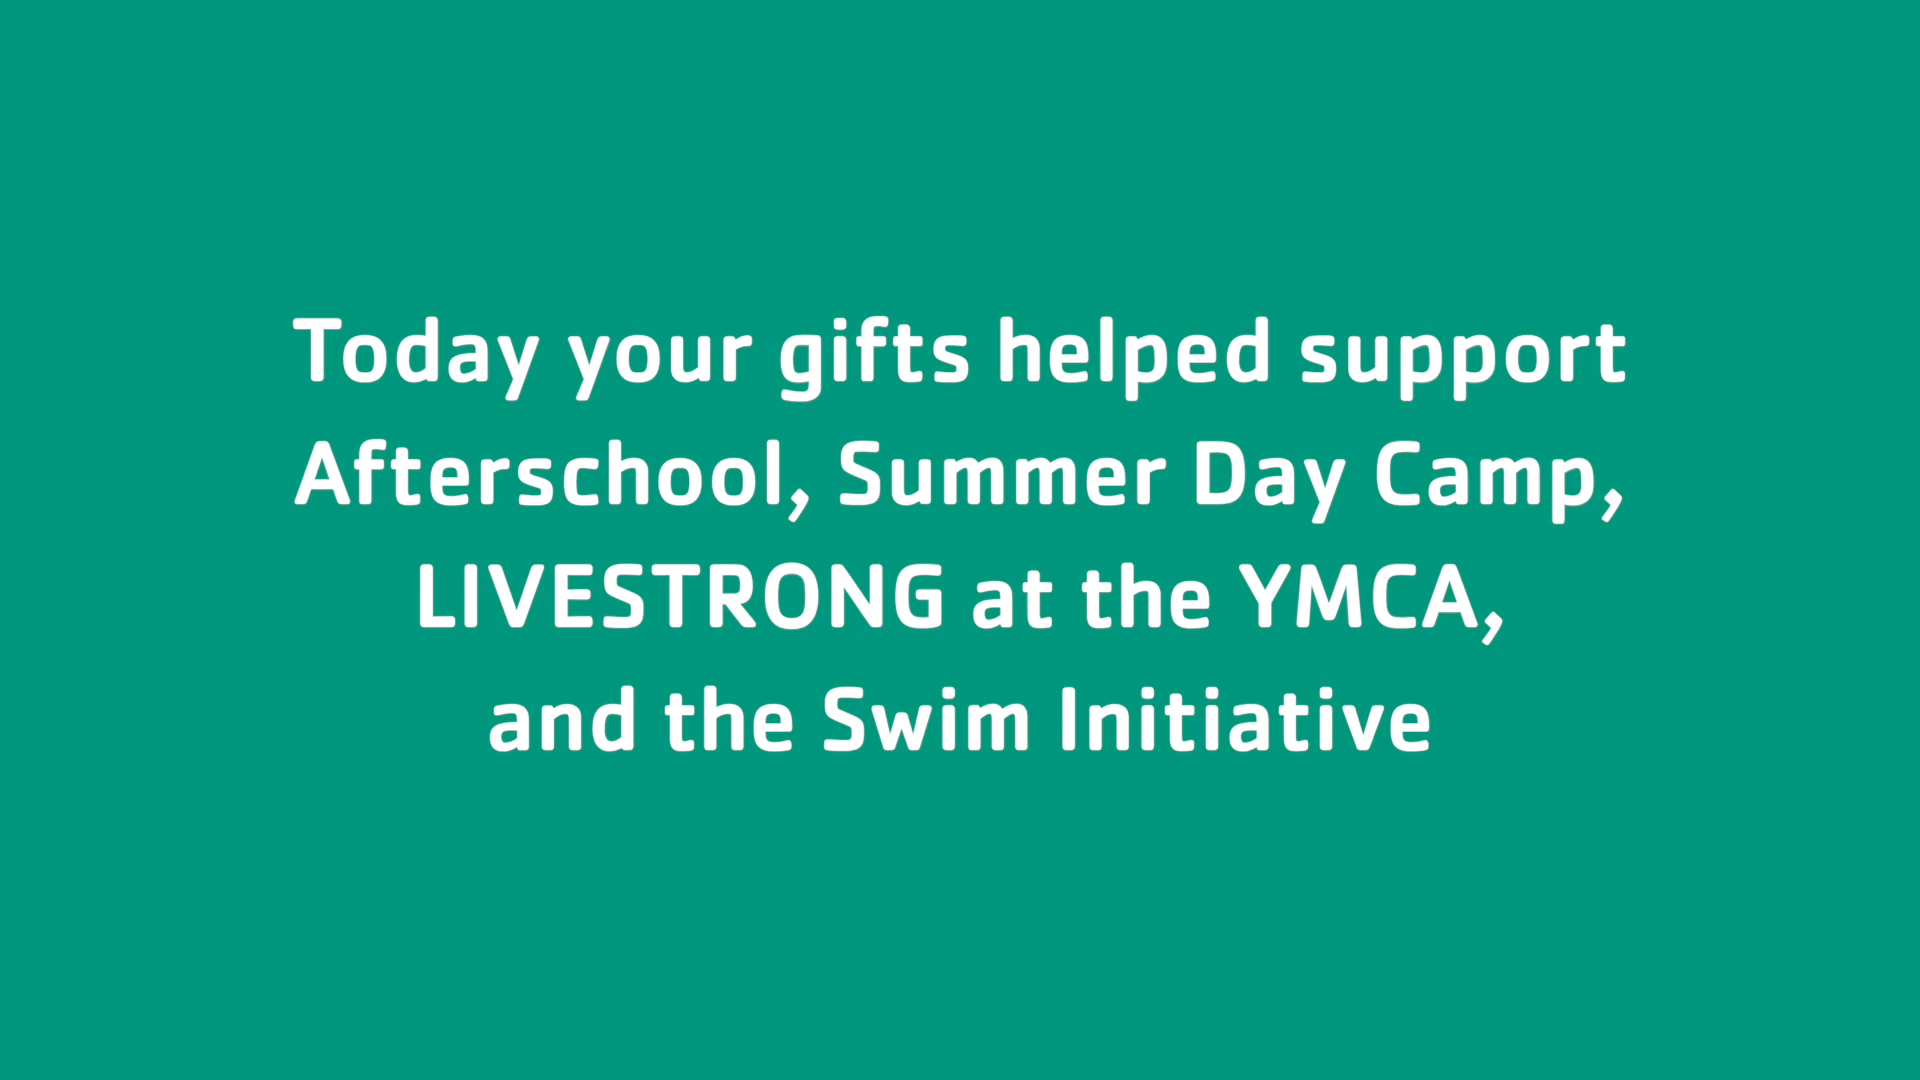 Today your gifts helped support
Afterschool, Summer Day Camp,
LIVESTRONG at the YMCA,
and the Swim Initiative